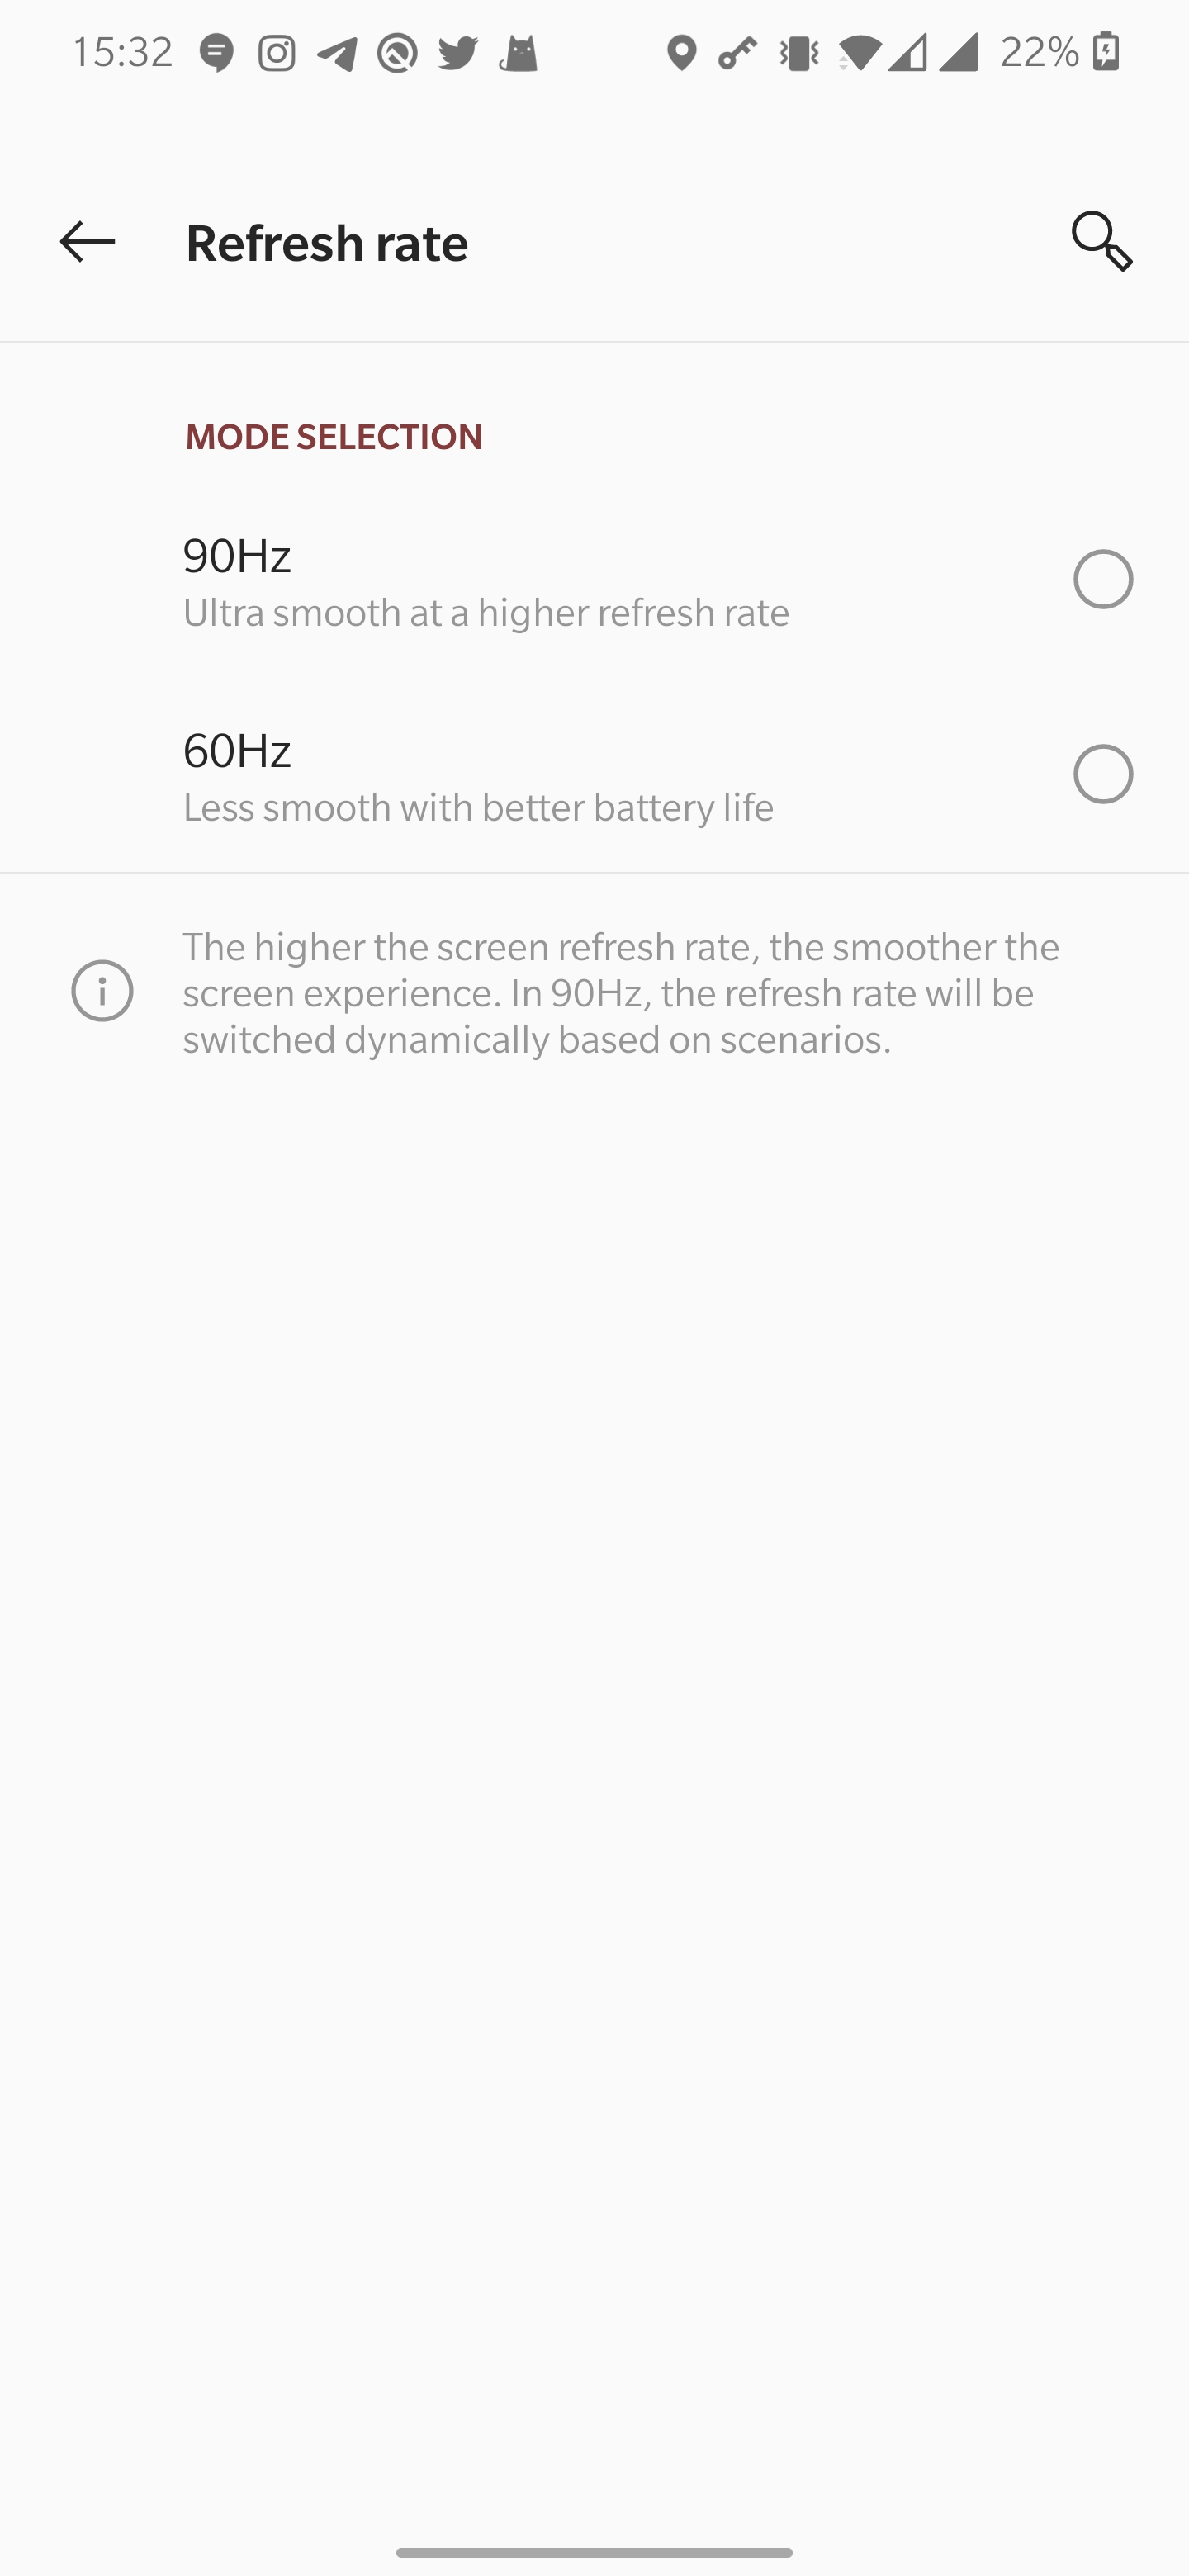 15:32 22%
Refresh rate
MODE SELECTION
90Hz
Ultra smooth at a higher refresh rate
60Hz
Less smooth with better battery life
The higher the screen refresh rate, the smoother the
screen experience. In 90Hz, the refresh rate will be
switched dynamically based on scenarios.